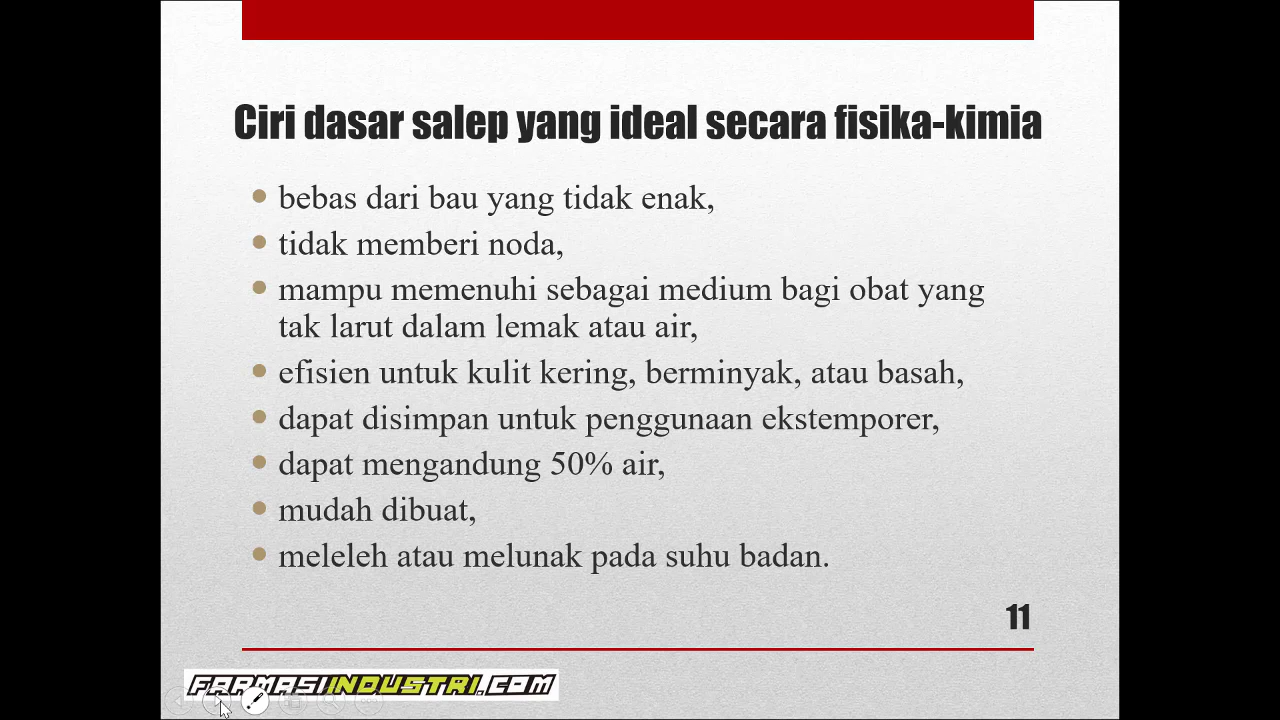 Ciri dasar salep yang ideal secara fisika-kimia
bebas dari bau yang tidak enak,
tidak memberi noda,
mampu memenuhi sebagai medium bagi obat yang
tak larut dalam lemak atau air,
efisien untuk kulit kering, berminyak, atau basah,
dapat disimpan untuk penggunaan ekstemporer,
dapat mengandung 50% air,
mudah dibuat,
meleleh atau melunak pada suhu badan.
11
FARMASIINDUSTRI.COM